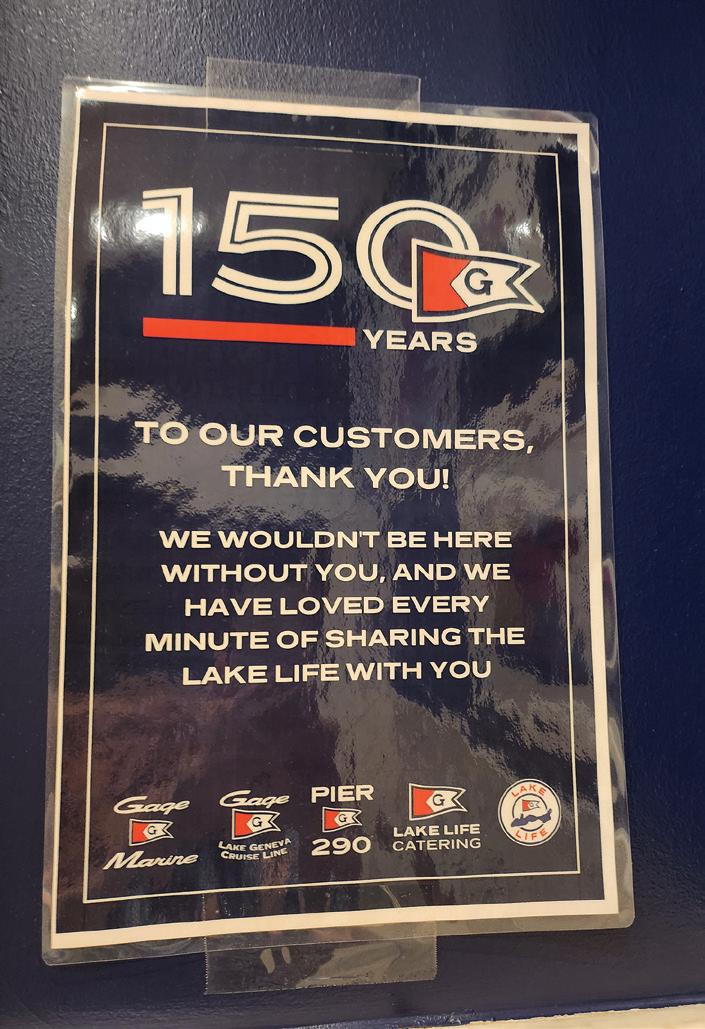 150
G
YEARS
TO OUR CUSTOMERS,
THANK YOU!
WE WOULDN'T BE HERE
WITHOUT YOU, AND WE
HAVE LOVED EVERY
MINUTE OF SHARING THE
LAKE LIFE WITH YOU
Gage
G
Marine
Gage
G
LAKE GENEVA
CRUISE LINE
PIER
G
290
G
LAKE LIFE
CATERING
LAKE
G
LIFE